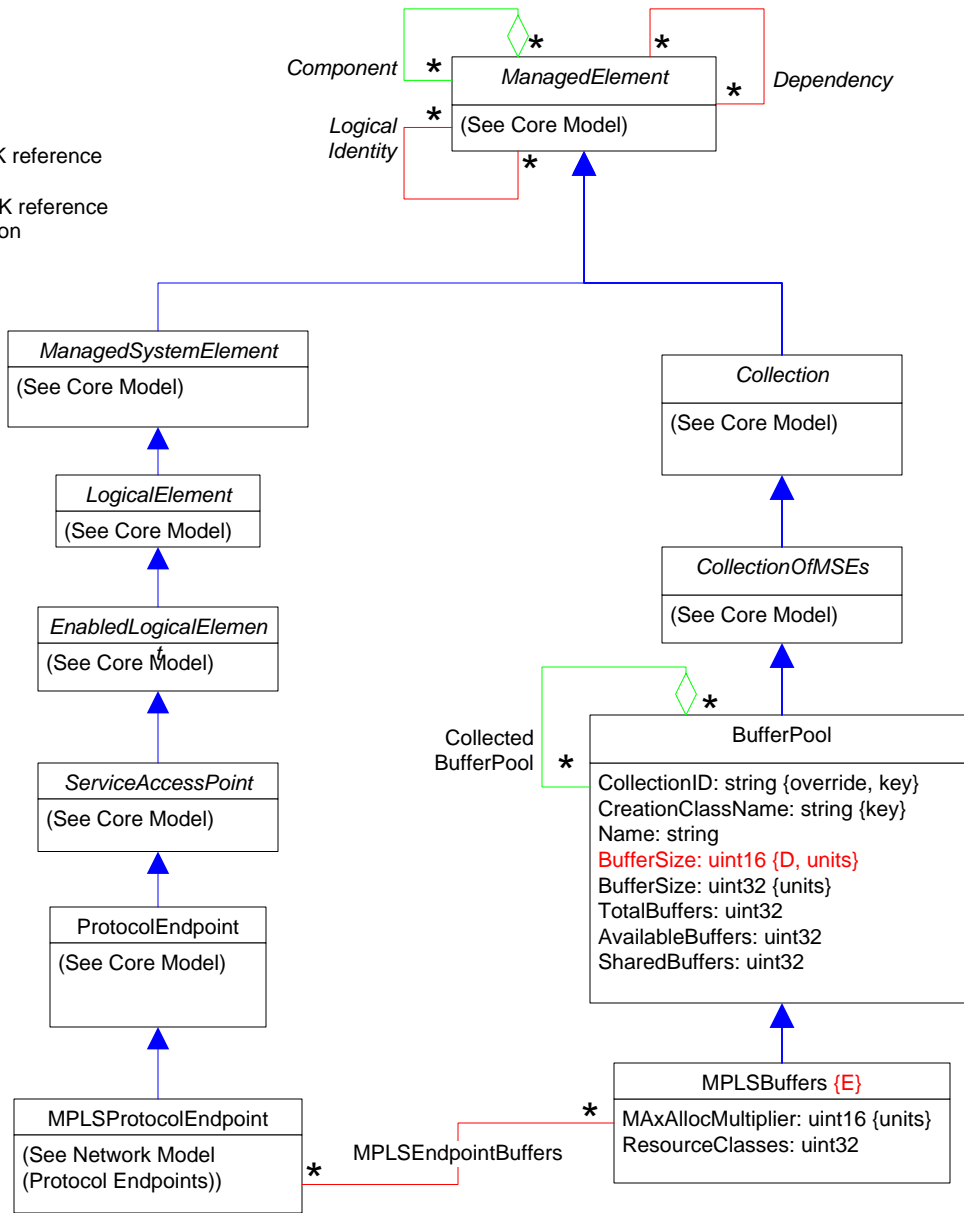 *
Component
*
ManagedElement
(See Core Model)
*
*
Dependency
Logical
Identity
*
*
K reference
K reference
on
ManagedSystemElement
(See Core Model)
Collection
(See Core Model)
LogicalElement
(See Core Model)
CollectionOfMSEs
(See Core Model)
EnabledLogicalElemen
t
(See Core Model)
Collected
BufferPool
*
*
BufferPool
CollectionID: string {override, key}
CreationClassName: string {key}
Name: string
BufferSize: uint16 {D, units}
BufferSize: uint32 {units}
TotalBuffers: uint32
AvailableBuffers: uint32
SharedBuffers: uint32
ServiceAccessPoint
(See Core Model)
ProtocolEndpoint
(See Core Model)
MPLSProtocolEndpoint
(See Network Model
(Protocol Endpoints))
*
MPLSEndpointBuffers
*
MPLSBuffers {E}
MAxAllocMultiplier: uint16 {units}
ResourceClasses: uint32